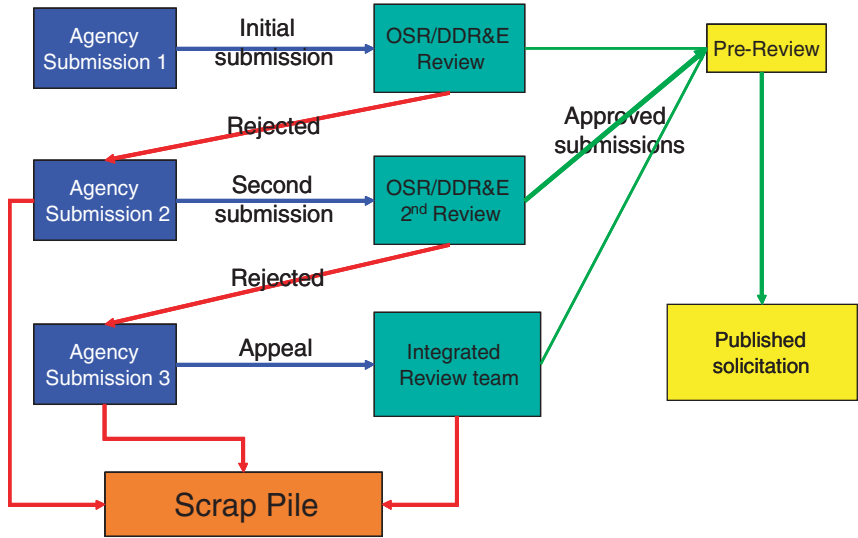 Agency
Submission 1
Initial
submission
OSR/DDR&E
Review
Pre-Review
Rejected
Approved
submissions
Agency
Submission 2
Second
submission
OSR/DDR&E
2nd Review
Rejected
Agency
Submission 3
Appeal
Integrated
Review team
Published
solicitation
Scrap Pile